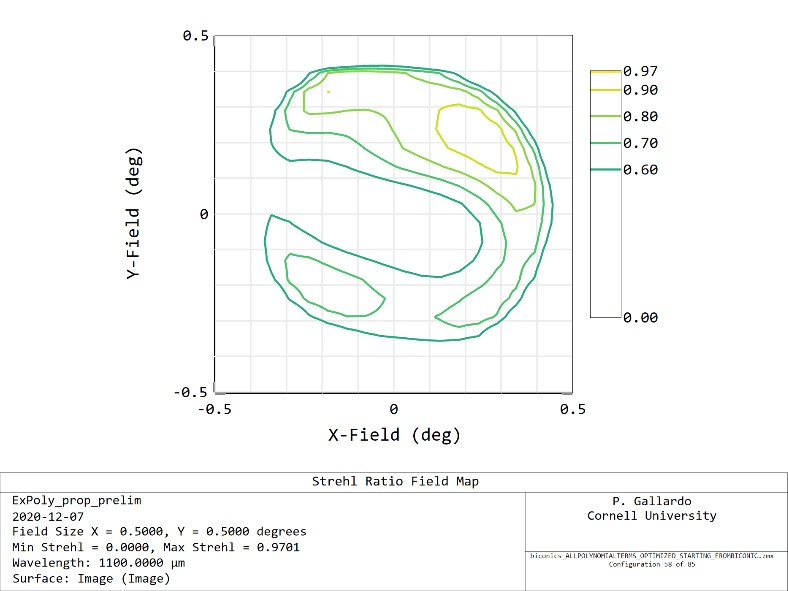 0.5
0
-0.5
-0.5
0
0.5
Y-Field (deg)
X-Field (deg)
0.97
0.90
0.80
0.70
0.60
0.00
Strehl Ratio Field Map
ExPoly_prop_prelim
2020-12-07
Field Size X = 0.5000, Y = 0.5000 degrees
Min Strehl = 0.0000, Max Strehl = 0.9701
Wavelength: 1100.0000 µm
Surface: Image (Image)
P. Gallardo
Cornell University
biconics_ALLPOLYNOMIALTERMS_OPTIMIZED_STARTING_FROMBICONIC.zmx
Configuration 58 of 85